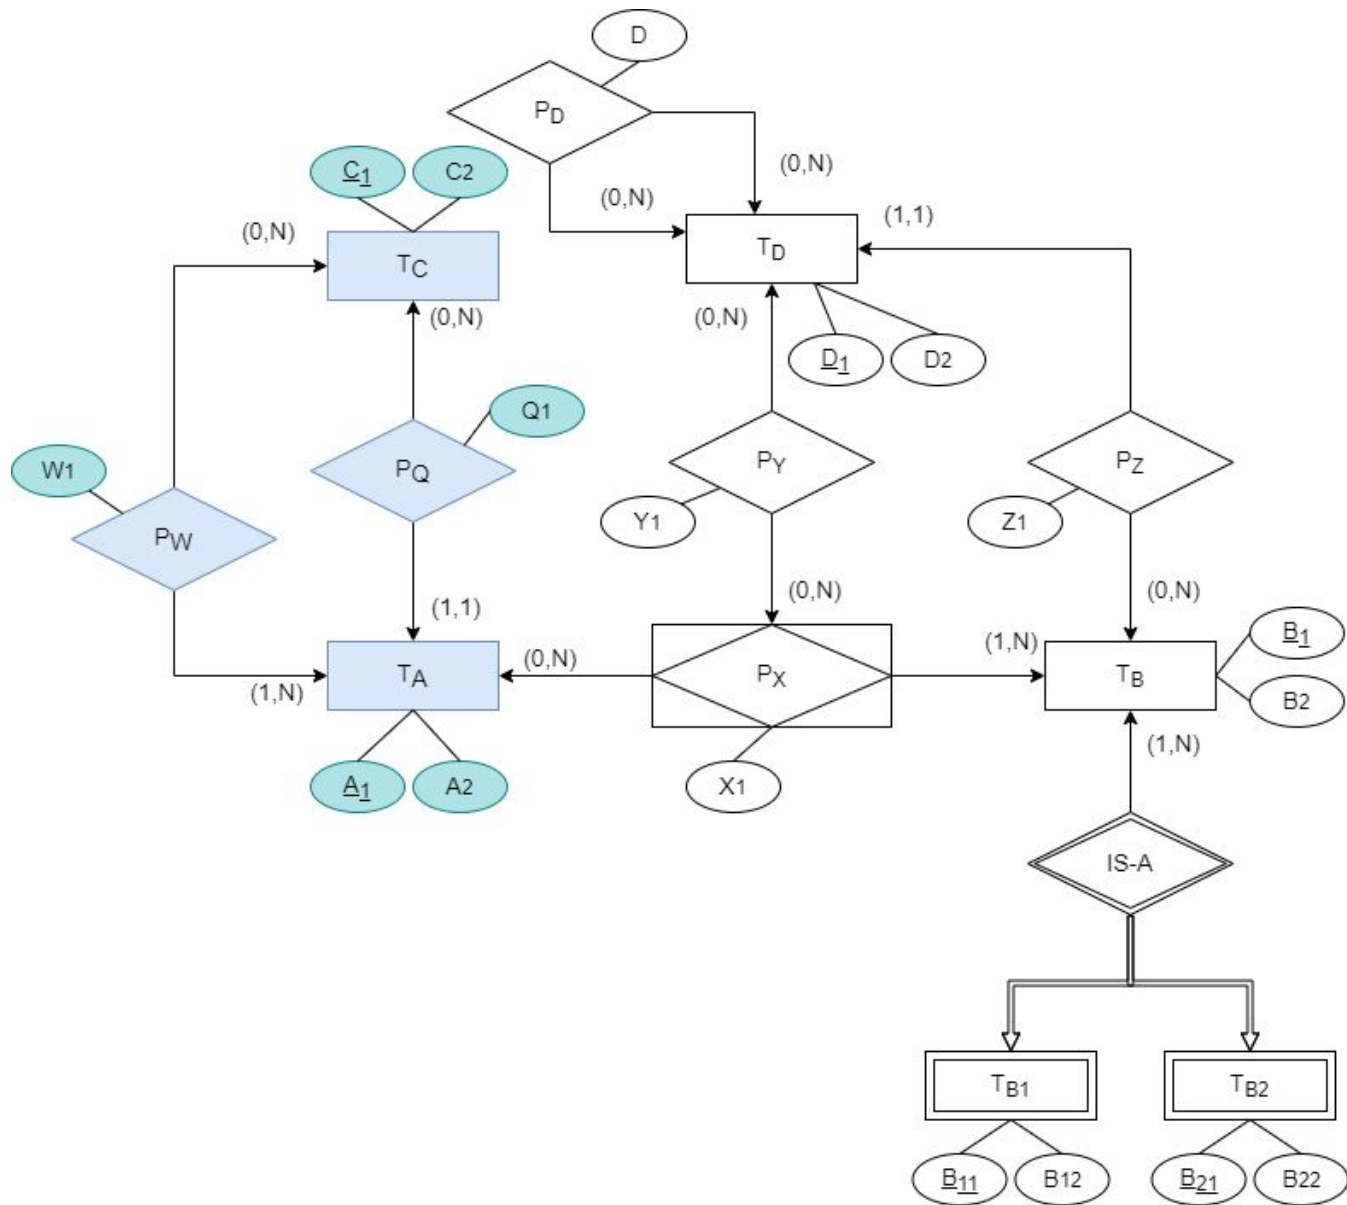 D
PD
C1
C2
(0,N)
(0,N)
(0,N)
(1,1)
TC
TD
(0,N)
(0,N)
D1
D2
Q1
W1
PQ
PY
PZ
Y1
Z1
PW
(1,1)
(0,N)
(0,N)
B1
(0,N)
(1,N)
TA
PX
TB
(1,N)
B2
(1,N)
A1
A2
X1
IS-A
TB1
TB2
B11
B12
B21
B22